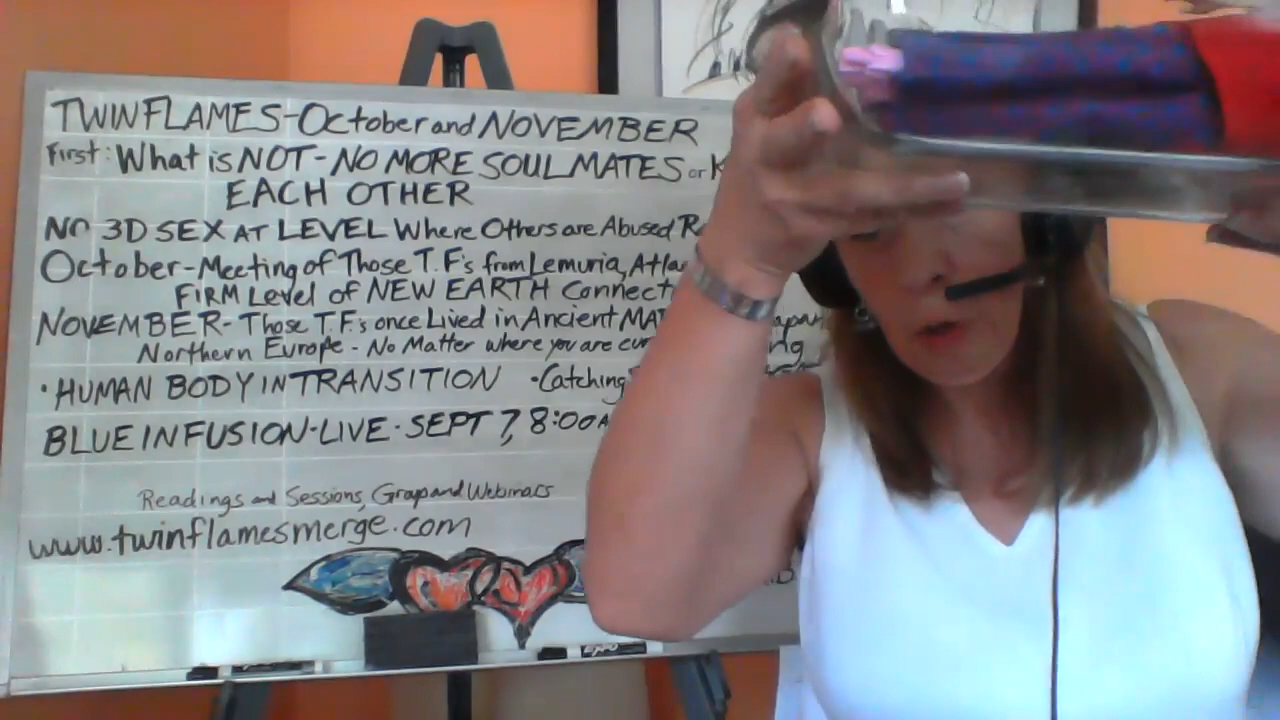 TWINFLAMES-October and NOVEMBER
First: What is NOT - NO MORE SOULMATES or
EACH OTHER
NO 3D SEX AT LEVEL Where Others are Abused
October-Meeting of Those T.F's from Lemuria,
FIRM Level of NEW EARTH
NOVEMBER- Those T.F.'s once Lived in Ancient
Northern Europe - No Matter where you are
• HUMAN BODY IN TRANSITION • Catching
BLUE INFUSION-LIVE-SEPT 7, 8:00
Readings and Sessions, Group and Webinars
www.twinflamesmerge.com
EXPO